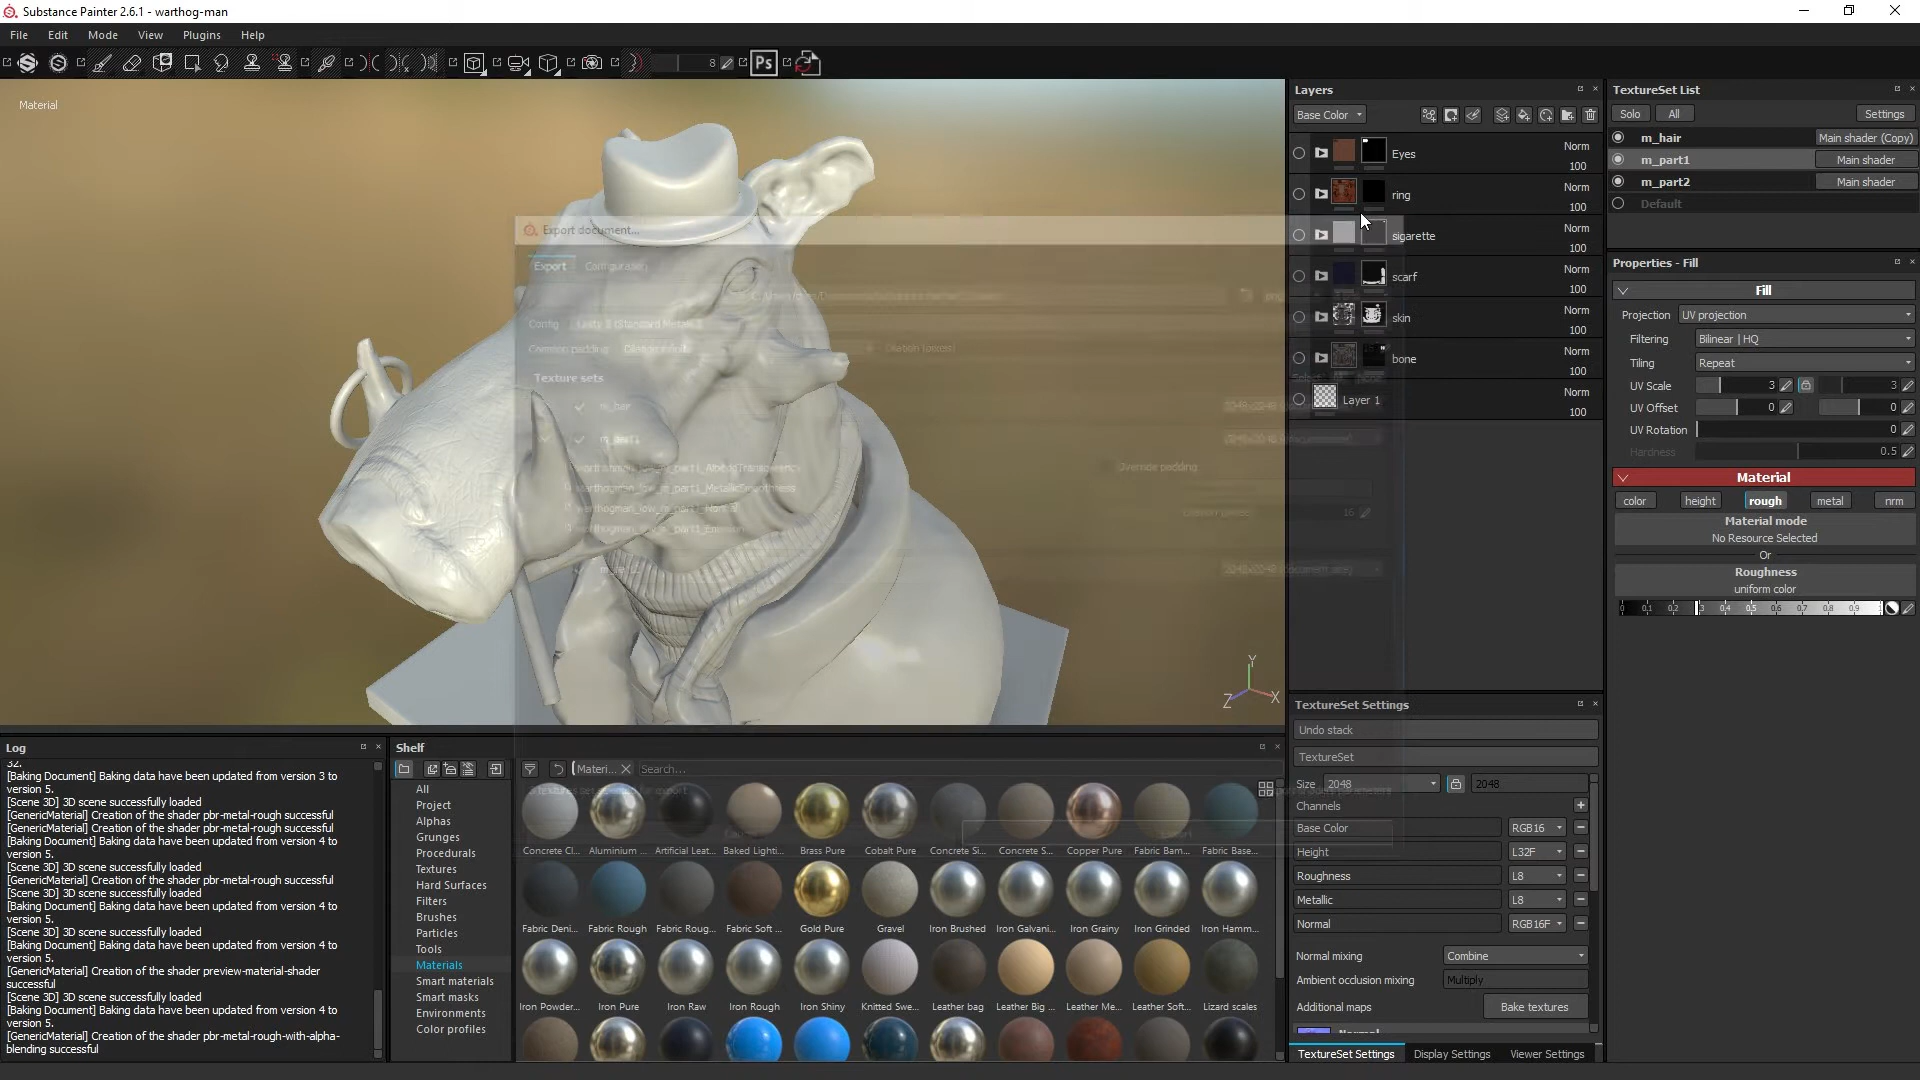 Substance Painter 2.6.1 - warthog-man
File Edit Mode View Plugins Help
8
Ps
Material
Export document...
Export Configuration
Config
Common padding
Texture sets
Override padding
Layers
Base Color
Eyes Norm 100
ring Norm 100
sigarette Norm 100
scarf Norm 100
skin Norm 100
bone Norm 100
Layer 1 Norm 100
TextureSet List
Solo All Settings
m_hair Main shader (Copy)
m_part1 Main shader
m_part2 Main shader
Default
Properties - Fill
Fill
Projection UV projection
Filtering Bilinear | HQ
Tiling Repeat
UV Scale 3 3
UV Offset 0 0
UV Rotation 0
Hardness 0.5
Material
color height rough metal nrm
Material mode
No Resource Selected
Or
Roughness
uniform color
Y
Z X
TextureSet Settings
Undo stack
TextureSet
Size 2048 2048
Channels
Base Color RGB16
Height L32F
Roughness L8
Metallic L8
Normal RGB16F
Normal mixing Combine
Ambient occlusion mixing Multiply
Additional maps Bake textures
Normal
TextureSet Settings Display Settings Viewer Settings
Log
32.
[Baking Document] Baking data have been updated from version 3 to
version 5.
[Scene 3D] 3D scene successfully loaded
[GenericMaterial] Creation of the shader pbr-metal-rough successful
[GenericMaterial] Creation of the shader pbr-metal-rough successful
[Baking Document] Baking data have been updated from version 4 to
version 5.
[Scene 3D] 3D scene successfully loaded
[GenericMaterial] Creation of the shader pbr-metal-rough successful
[Scene 3D] 3D scene successfully loaded
[Baking Document] Baking data have been updated from version 4 to
version 5.
[Scene 3D] 3D scene successfully loaded
[Baking Document] Baking data have been updated from version 4 to
version 5.
[GenericMaterial] Creation of the shader preview-material-shader
successful
[Scene 3D] 3D scene successfully loaded
[Baking Document] Baking data have been updated from version 4 to
version 5.
[GenericMaterial] Creation of the shader pbr-metal-rough-with-alpha-
blending successful
Shelf
Materi... Search...
All
Project
Alphas
Grunges
Procedurals
Textures
Hard Surfaces
Filters
Brushes
Particles
Tools
Materials
Smart materials
Smart masks
Environments
Color profiles
Concrete Cl... Aluminium ... Artificial Leat... Baked Lighti... Brass Pure Cobalt Pure Concrete Si... Concrete S... Copper Pure Fabric Bam... Fabric Base...
Fabric Deni... Fabric Rough Fabric Roug... Fabric Soft ... Gold Pure Gravel Iron Brushed Iron Galvani... Iron Grainy Iron Grinded Iron Hamm...
Iron Powder... Iron Pure Iron Raw Iron Rough Iron Shiny Knitted Swe... Leather bag Leather Big ... Leather Me... Leather Soft... Lizard scales